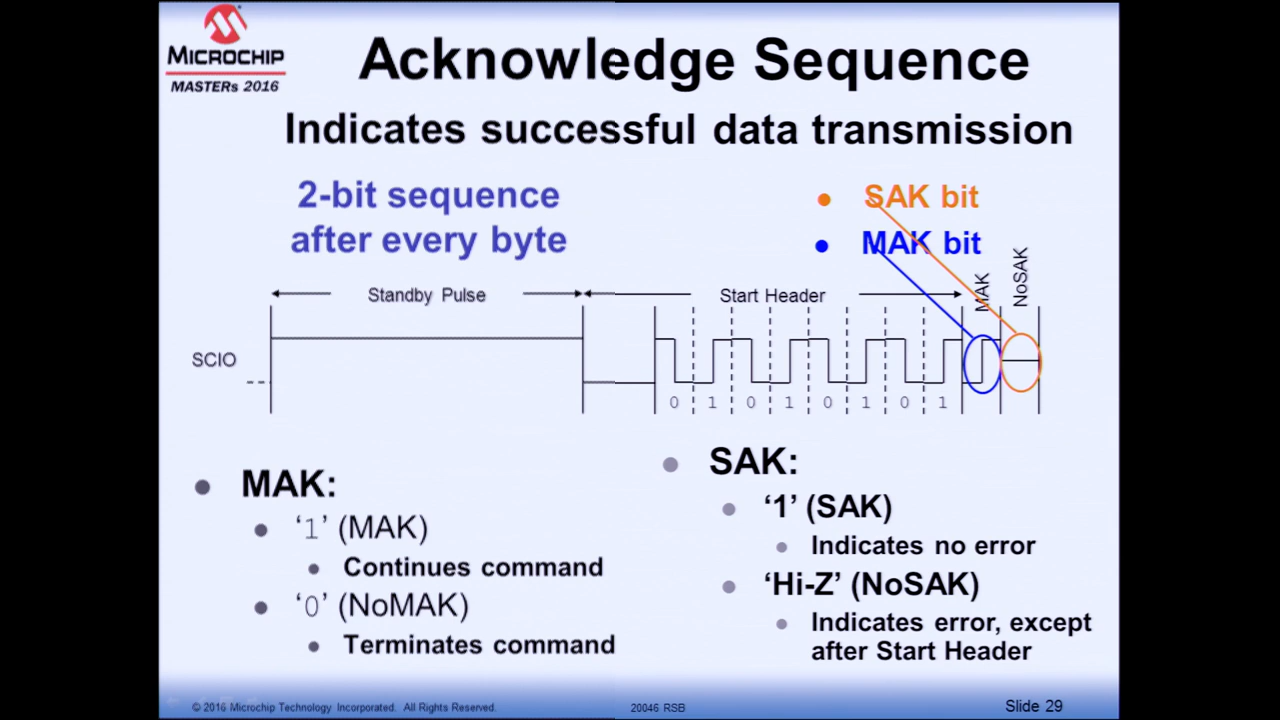 MICROCHIP
MASTERs 2016
Acknowledge Sequence
Indicates successful data transmission
2-bit sequence
after every byte
• SAK bit
• MAK bit
Standby Pulse
Start Header
MAK
NoSAK
SCIO
0 1 0 1 0 1 0 1
• MAK:
• ‘1’ (MAK)
• Continues command
• ‘0’ (NoMAK)
• Terminates command
• SAK:
• ‘1’ (SAK)
• Indicates no error
• ‘Hi-Z’ (NoSAK)
• Indicates error, except
after Start Header
© 2016 Microchip Technology Incorporated. All Rights Reserved.
20046 RSB
Slide 29